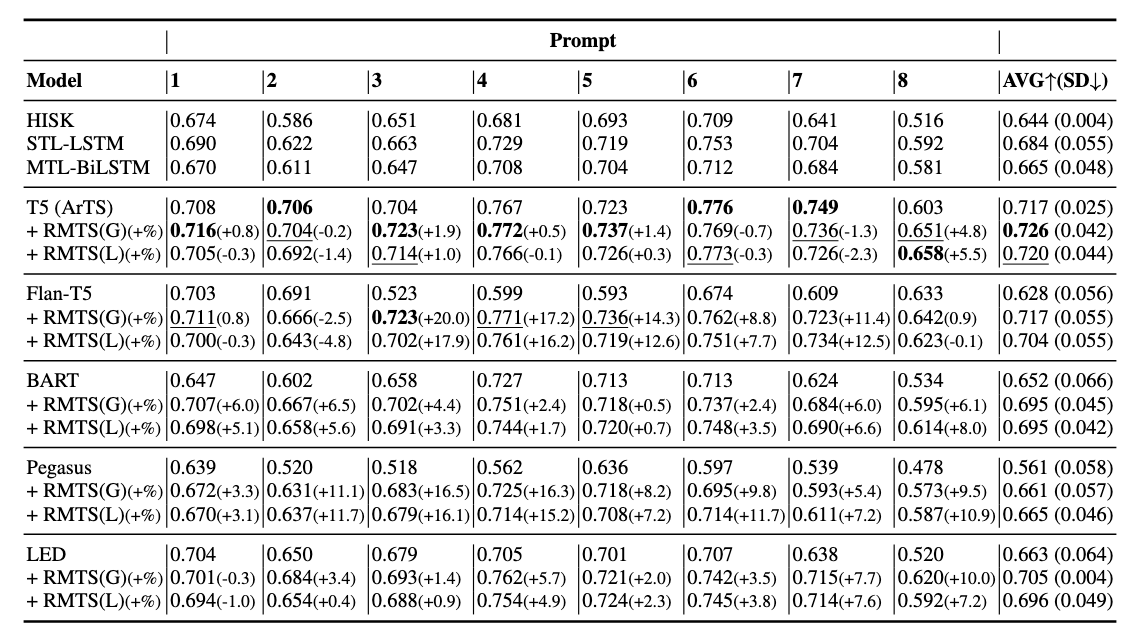 Prompt
Model 1 2 3 4 5 6 7 8 AVG↑(SD↓)
HISK 0.674 0.586 0.651 0.681 0.693 0.709 0.641 0.516 0.644 (0.004)
STL-LSTM 0.690 0.622 0.663 0.729 0.719 0.753 0.704 0.592 0.684 (0.055)
MTL-BiLSTM 0.670 0.611 0.647 0.708 0.704 0.712 0.684 0.581 0.665 (0.048)
T5 (ArTS) 0.708 0.706 0.704 0.767 0.723 0.776 0.749 0.603 0.717 (0.025)
+ RMTS(G)(+%) 0.716(+0.8) 0.704(-0.2) 0.723(+1.9) 0.772(+0.5) 0.737(+1.4) 0.769(-0.7) 0.736(-1.3) 0.651(+4.8) 0.726 (0.042)
+ RMTS(L)(+%) 0.705(-0.3) 0.692(-1.4) 0.714(+1.0) 0.766(-0.1) 0.726(+0.3) 0.773(-0.3) 0.726(-2.3) 0.658(+5.5) 0.720 (0.044)
Flan-T5 0.703 0.691 0.523 0.599 0.593 0.674 0.609 0.633 0.628 (0.056)
+ RMTS(G)(+%) 0.711(0.8) 0.666(-2.5) 0.723(+20.0) 0.771(+17.2) 0.736(+14.3) 0.762(+8.8) 0.723(+11.4) 0.642(0.9) 0.717 (0.055)
+ RMTS(L)(+%) 0.700(-0.3) 0.643(-4.8) 0.702(+17.9) 0.761(+16.2) 0.719(+12.6) 0.751(+7.7) 0.734(+12.5) 0.623(-0.1) 0.704 (0.055)
BART 0.647 0.602 0.658 0.727 0.713 0.713 0.624 0.534 0.652 (0.066)
+ RMTS(G)(+%) 0.707(+6.0) 0.667(+6.5) 0.702(+4.4) 0.751(+2.4) 0.718(+0.5) 0.737(+2.4) 0.684(+6.0) 0.595(+6.1) 0.695 (0.045)
+ RMTS(L)(+%) 0.698(+5.1) 0.658(+5.6) 0.691(+3.3) 0.744(+1.7) 0.720(+0.7) 0.748(+3.5) 0.690(+6.6) 0.614(+8.0) 0.695 (0.042)
Pegasus 0.639 0.520 0.518 0.562 0.636 0.597 0.539 0.478 0.561 (0.058)
+ RMTS(G)(+%) 0.672(+3.3) 0.631(+11.1) 0.683(+16.5) 0.725(+16.3) 0.718(+8.2) 0.695(+9.8) 0.593(+5.4) 0.573(+9.5) 0.661 (0.057)
+ RMTS(L)(+%) 0.670(+3.1) 0.637(+11.7) 0.679(+16.1) 0.714(+15.2) 0.708(+7.2) 0.714(+11.7) 0.611(+7.2) 0.587(+10.9) 0.665 (0.046)
LED 0.704 0.650 0.679 0.705 0.701 0.707 0.638 0.520 0.663 (0.064)
+ RMTS(G)(+%) 0.701(-0.3) 0.684(+3.4) 0.693(+1.4) 0.762(+5.7) 0.721(+2.0) 0.742(+3.5) 0.715(+7.7) 0.620(+10.0) 0.705 (0.004)
+ RMTS(L)(+%) 0.694(-1.0) 0.654(+0.4) 0.688(+0.9) 0.754(+4.9) 0.724(+2.3) 0.745(+3.8) 0.714(+7.6) 0.592(+7.2) 0.696 (0.049)